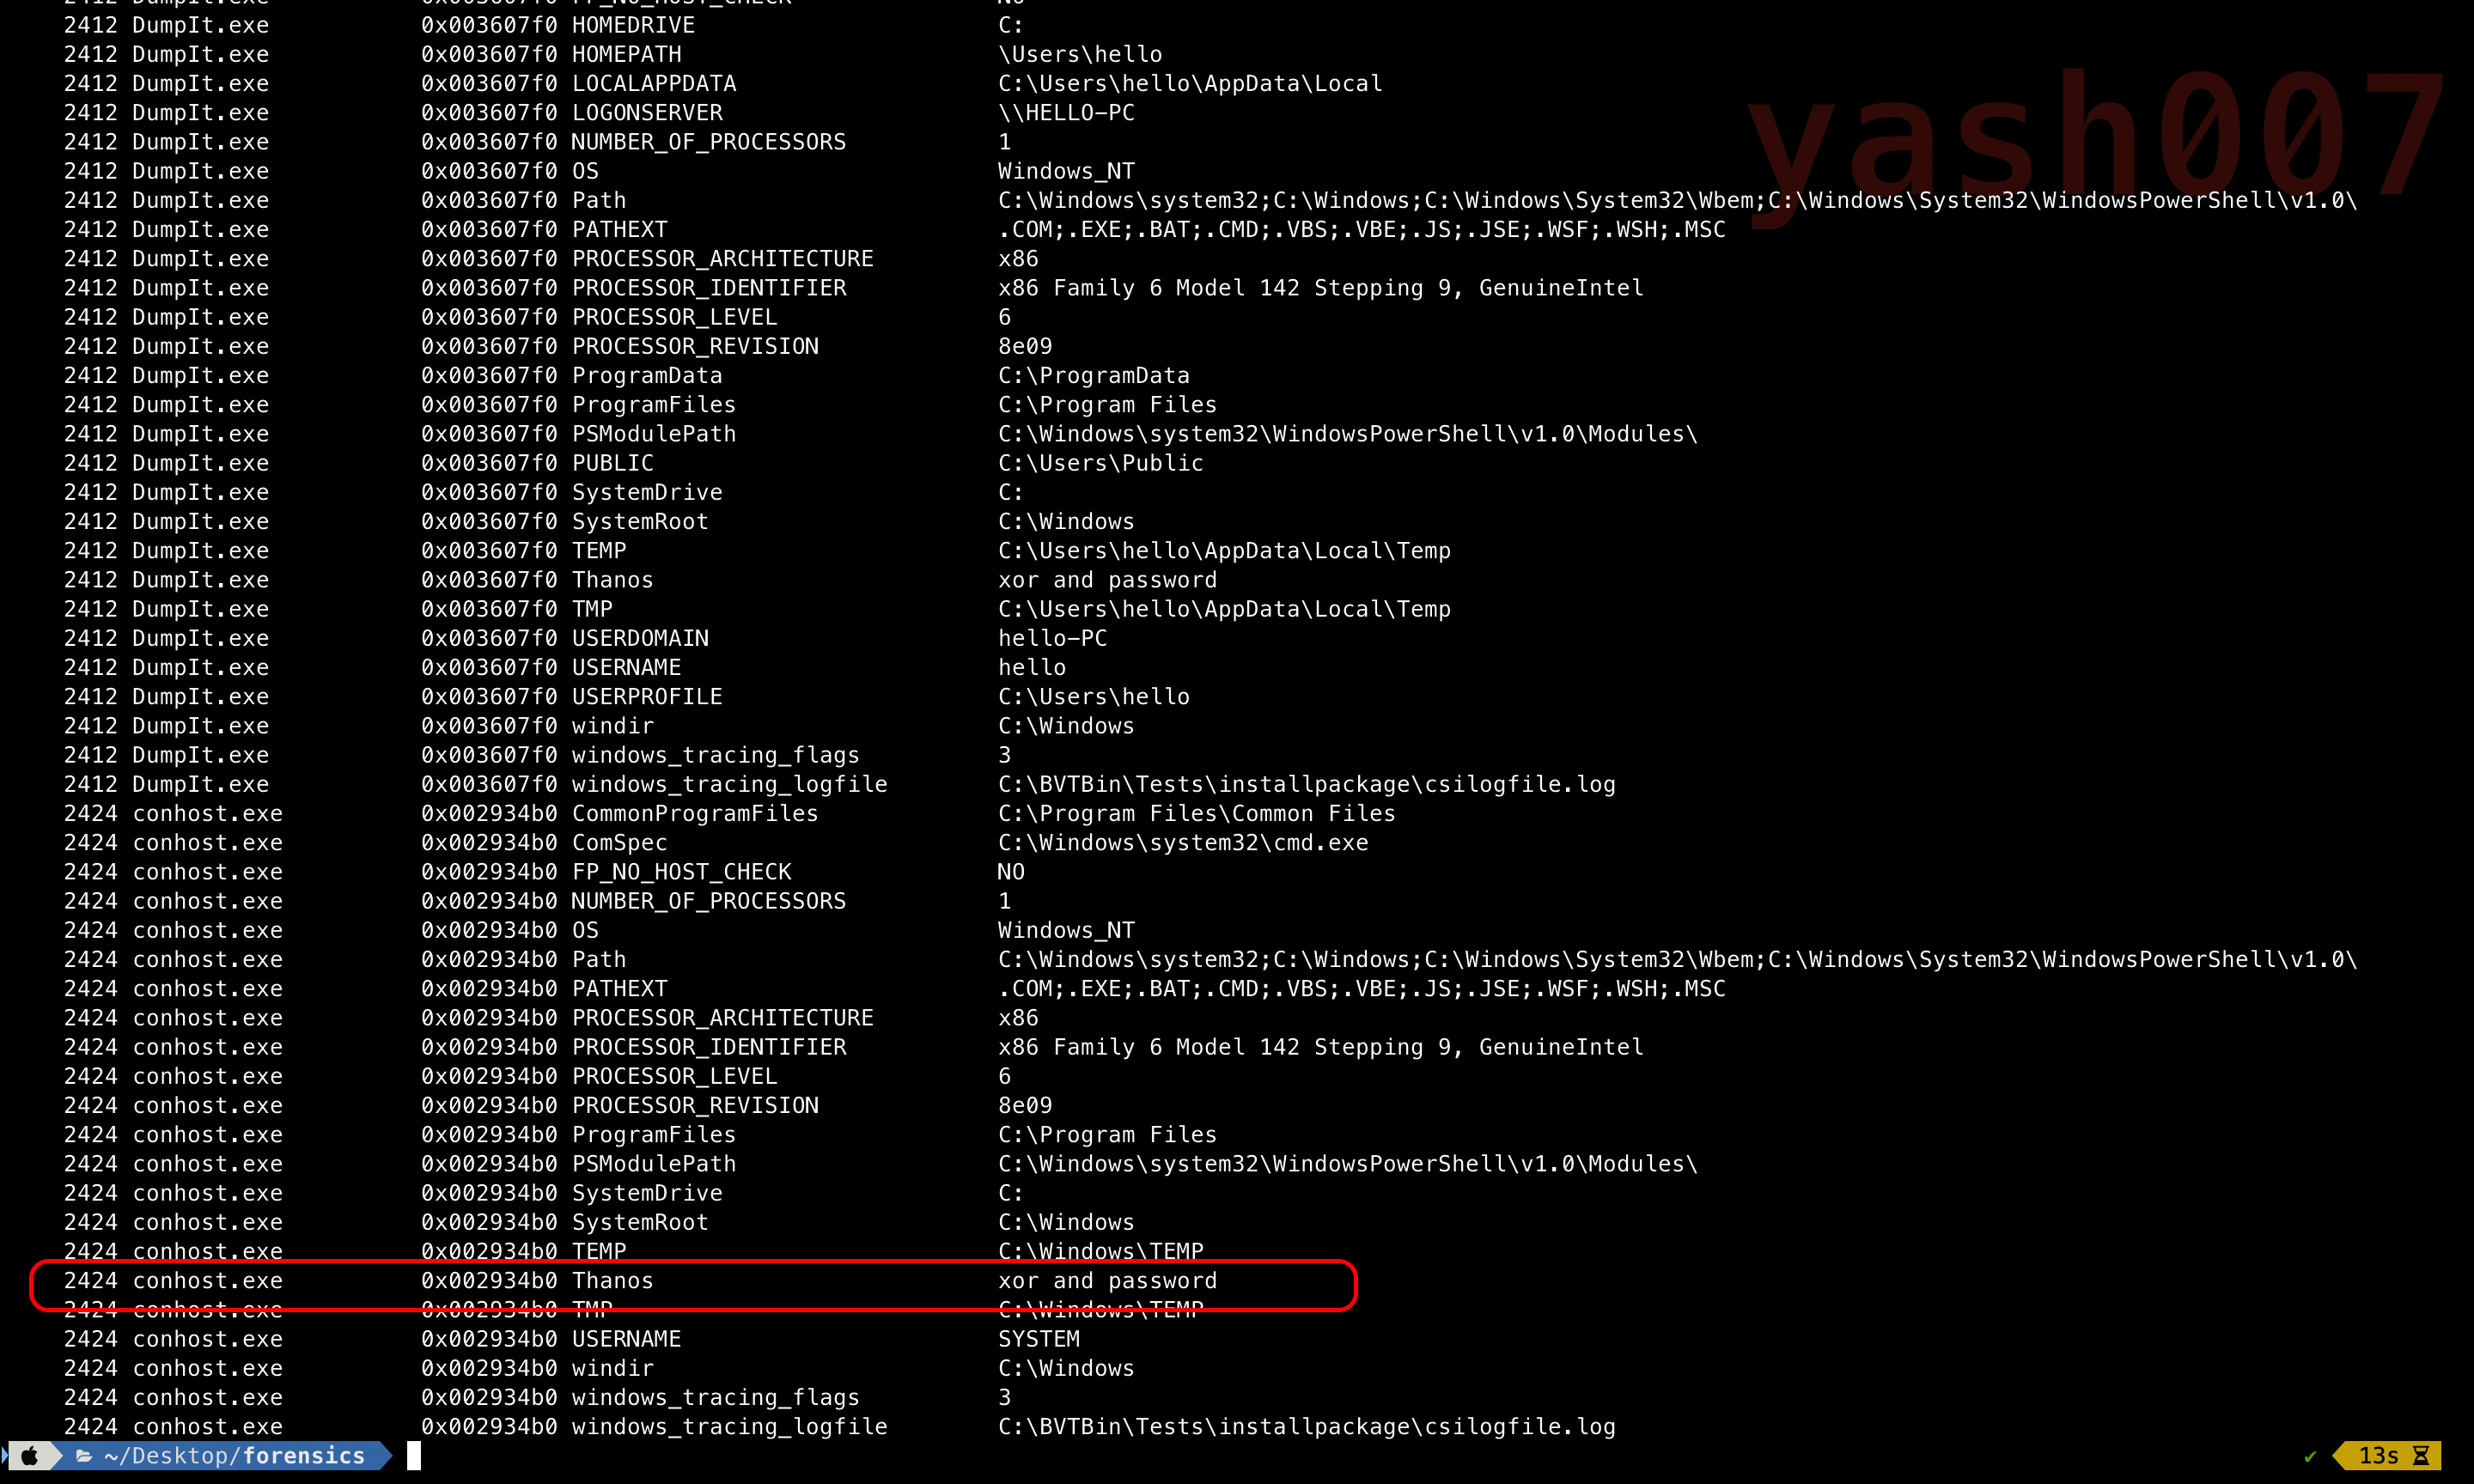 2412 DumpIt.exe 0x003607f0 FP_NO_HOST_CHECK NO
2412 DumpIt.exe 0x003607f0 HOMEDRIVE C:
2412 DumpIt.exe 0x003607f0 HOMEPATH \Users\hello
2412 DumpIt.exe 0x003607f0 LOCALAPPDATA C:\Users\hello\AppData\Local
2412 DumpIt.exe 0x003607f0 LOGONSERVER \\HELLO-PC
2412 DumpIt.exe 0x003607f0 NUMBER_OF_PROCESSORS 1
yash007
2412 DumpIt.exe 0x003607f0 OS Windows_NT
2412 DumpIt.exe 0x003607f0 Path C:\Windows\system32;C:\Windows;C:\Windows\System32\Wbem;C:\Windows\System32\WindowsPowerShell\v1.0\
2412 DumpIt.exe 0x003607f0 PATHEXT .COM;.EXE;.BAT;.CMD;.VBS;.VBE;.JS;.JSE;.WSF;.WSH;.MSC
2412 DumpIt.exe 0x003607f0 PROCESSOR_ARCHITECTURE x86
2412 DumpIt.exe 0x003607f0 PROCESSOR_IDENTIFIER x86 Family 6 Model 142 Stepping 9, GenuineIntel
2412 DumpIt.exe 0x003607f0 PROCESSOR_LEVEL 6
2412 DumpIt.exe 0x003607f0 PROCESSOR_REVISION 8e09
2412 DumpIt.exe 0x003607f0 ProgramData C:\ProgramData
2412 DumpIt.exe 0x003607f0 ProgramFiles C:\Program Files
2412 DumpIt.exe 0x003607f0 PSModulePath C:\Windows\system32\WindowsPowerShell\v1.0\Modules\
2412 DumpIt.exe 0x003607f0 PUBLIC C:\Users\Public
2412 DumpIt.exe 0x003607f0 SystemDrive C:
2412 DumpIt.exe 0x003607f0 SystemRoot C:\Windows
2412 DumpIt.exe 0x003607f0 TEMP C:\Users\hello\AppData\Local\Temp
2412 DumpIt.exe 0x003607f0 Thanos xor and password
2412 DumpIt.exe 0x003607f0 TMP C:\Users\hello\AppData\Local\Temp
2412 DumpIt.exe 0x003607f0 USERDOMAIN hello-PC
2412 DumpIt.exe 0x003607f0 USERNAME hello
2412 DumpIt.exe 0x003607f0 USERPROFILE C:\Users\hello
2412 DumpIt.exe 0x003607f0 windir C:\Windows
2412 DumpIt.exe 0x003607f0 windows_tracing_flags 3
2412 DumpIt.exe 0x003607f0 windows_tracing_logfile C:\BVTBin\Tests\installpackage\csilogfile.log
2424 conhost.exe 0x002934b0 CommonProgramFiles C:\Program Files\Common Files
2424 conhost.exe 0x002934b0 ComSpec C:\Windows\system32\cmd.exe
2424 conhost.exe 0x002934b0 FP_NO_HOST_CHECK NO
2424 conhost.exe 0x002934b0 NUMBER_OF_PROCESSORS 1
2424 conhost.exe 0x002934b0 OS Windows_NT
2424 conhost.exe 0x002934b0 Path C:\Windows\system32;C:\Windows;C:\Windows\System32\Wbem;C:\Windows\System32\WindowsPowerShell\v1.0\
2424 conhost.exe 0x002934b0 PATHEXT .COM;.EXE;.BAT;.CMD;.VBS;.VBE;.JS;.JSE;.WSF;.WSH;.MSC
2424 conhost.exe 0x002934b0 PROCESSOR_ARCHITECTURE x86
2424 conhost.exe 0x002934b0 PROCESSOR_IDENTIFIER x86 Family 6 Model 142 Stepping 9, GenuineIntel
2424 conhost.exe 0x002934b0 PROCESSOR_LEVEL 6
2424 conhost.exe 0x002934b0 PROCESSOR_REVISION 8e09
2424 conhost.exe 0x002934b0 ProgramFiles C:\Program Files
2424 conhost.exe 0x002934b0 PSModulePath C:\Windows\system32\WindowsPowerShell\v1.0\Modules\
2424 conhost.exe 0x002934b0 SystemDrive C:
2424 conhost.exe 0x002934b0 SystemRoot C:\Windows
2424 conhost.exe 0x002934b0 TEMP C:\Windows\TEMP
2424 conhost.exe 0x002934b0 Thanos xor and password
2424 conhost.exe 0x002934b0 TMP C:\Windows\TEMP
2424 conhost.exe 0x002934b0 USERNAME SYSTEM
2424 conhost.exe 0x002934b0 windir C:\Windows
2424 conhost.exe 0x002934b0 windows_tracing_flags 3
2424 conhost.exe 0x002934b0 windows_tracing_logfile C:\BVTBin\Tests\installpackage\csilogfile.log
~/Desktop/forensics ✔ 13s